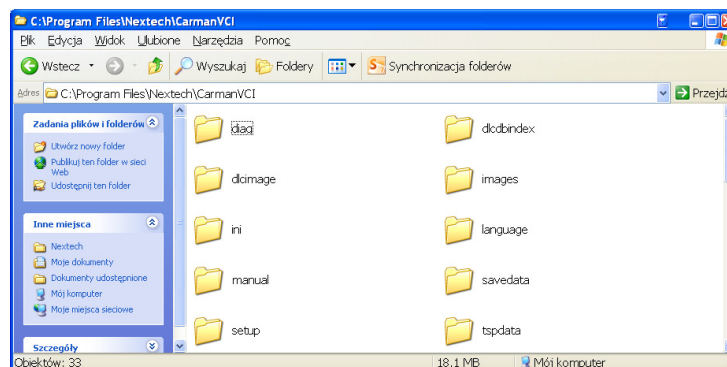 C:\Program Files\Nextech\CarmanVCI
Plik Edycja Widok Ulubione Narzędzia Pomoc
Wstecz Wyszukaj Foldery Synchronizacja folderów
Adres C:\Program Files\Nextech\CarmanVCI Przejdź
Zadania plików i folderów
Utwórz nowy folder
Publikuj ten folder w sieci
Web
Udostępnij ten folder
Inne miejsca
Nextech
Moje dokumenty
Dokumenty udostępnione
Mój komputer
Moje miejsca sieciowe
Szczegóły
diag dlcdbindex
dlcimage images
ini language
manual savedata
setup tspdata
Obiektów: 33 18,1 MB Mój komputer